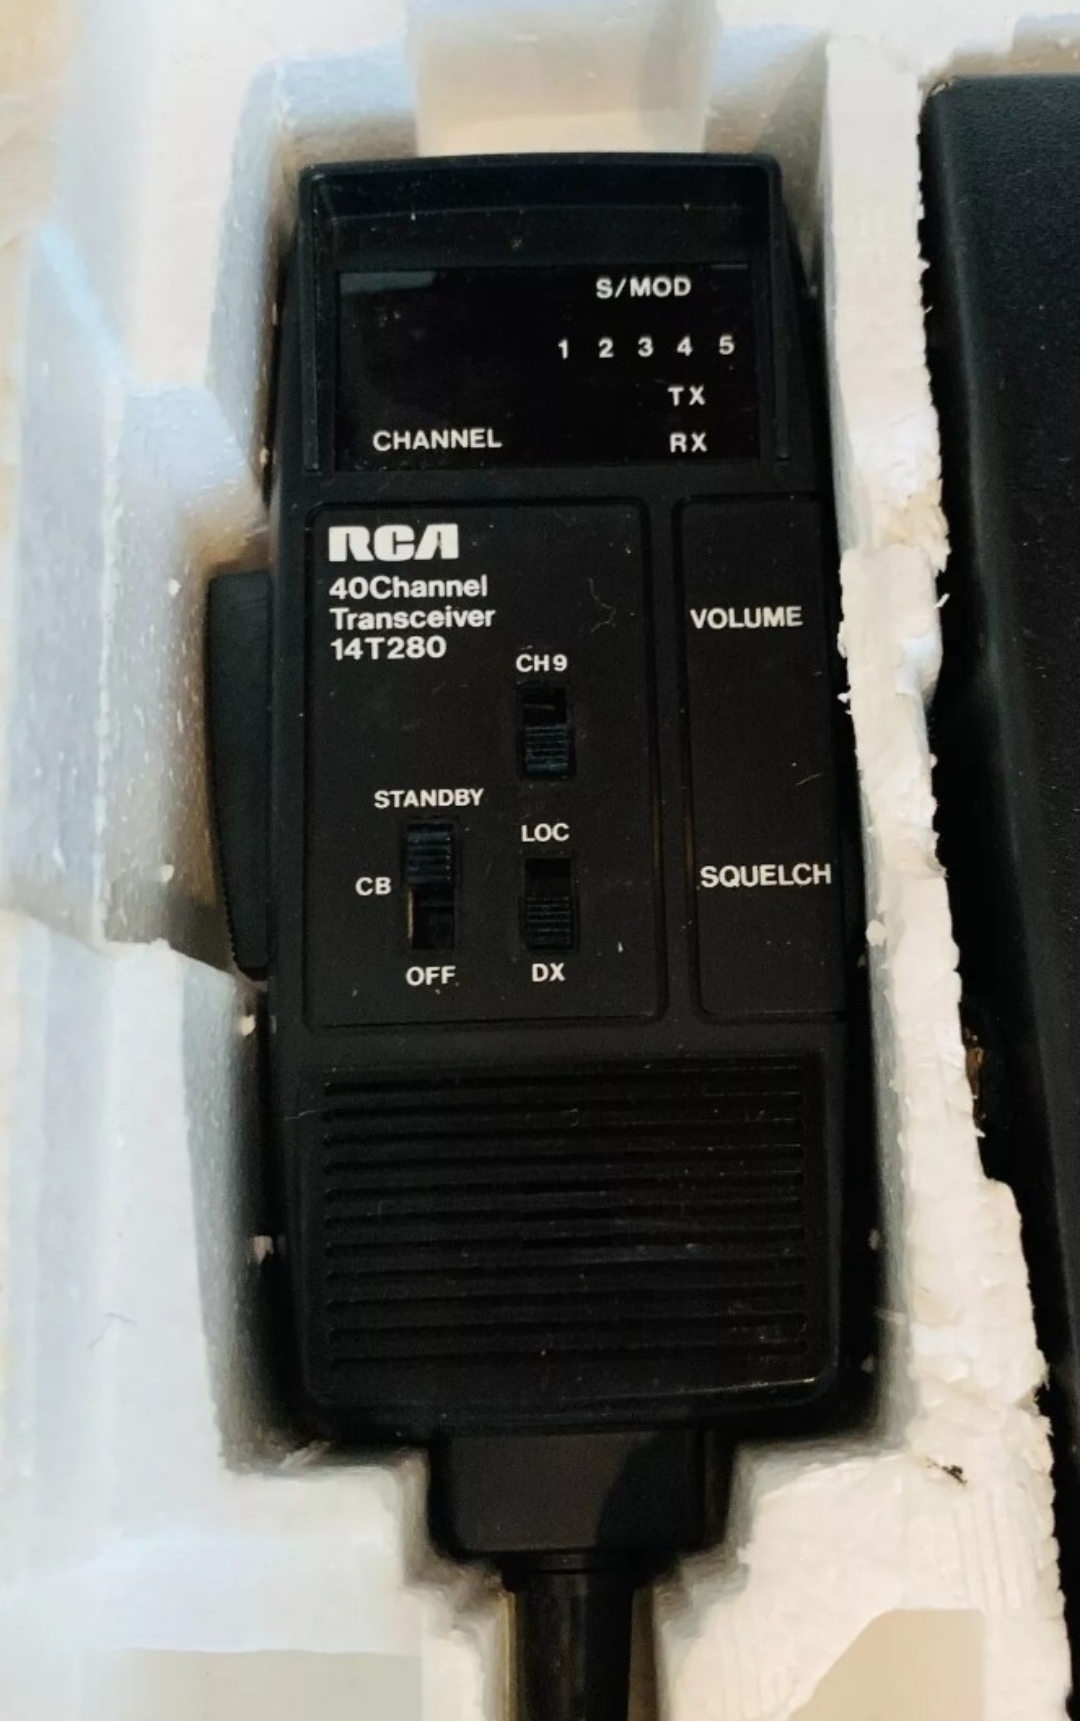 S/MOD
1 2 3 4 5
TX
CHANNEL RX
RCA
40Channel
Transceiver
14T280
VOLUME
CH9
STANDBY
LOC
CB
SQUELCH
OFF
DX